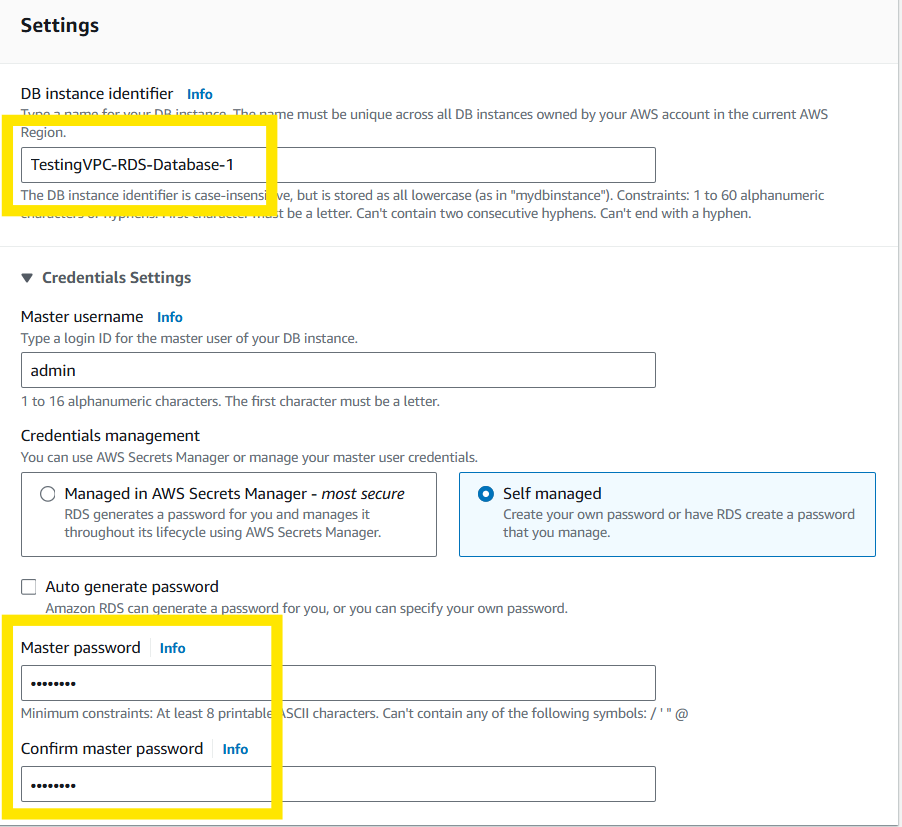 Settings
DB instance identifier Info
Type a name for your DB instance. The name must be unique across all DB instances owned by your AWS account in the current AWS
Region.
TestingVPC-RDS-Database-1
The DB instance identifier is case-insensitive, but is stored as all lowercase (as in "mydbinstance"). Constraints: 1 to 60 alphanumeric
characters or hyphens. First character must be a letter. Can't contain two consecutive hyphens. Can't end with a hyphen.
Credentials Settings
Master username Info
Type a login ID for the master user of your DB instance.
admin
1 to 16 alphanumeric characters. The first character must be a letter.
Credentials management
You can use AWS Secrets Manager or manage your master user credentials.
Managed in AWS Secrets Manager - most secure
RDS generates a password for you and manages it
throughout its lifecycle using AWS Secrets Manager.
Self managed
Create your own password or have RDS create a password
that you manage.
Auto generate password
Amazon RDS can generate a password for you, or you can specify your own password.
Master password Info
••••••••
Minimum constraints: At least 8 printable ASCII characters. Can't contain any of the following symbols: / ' " @
Confirm master password Info
••••••••